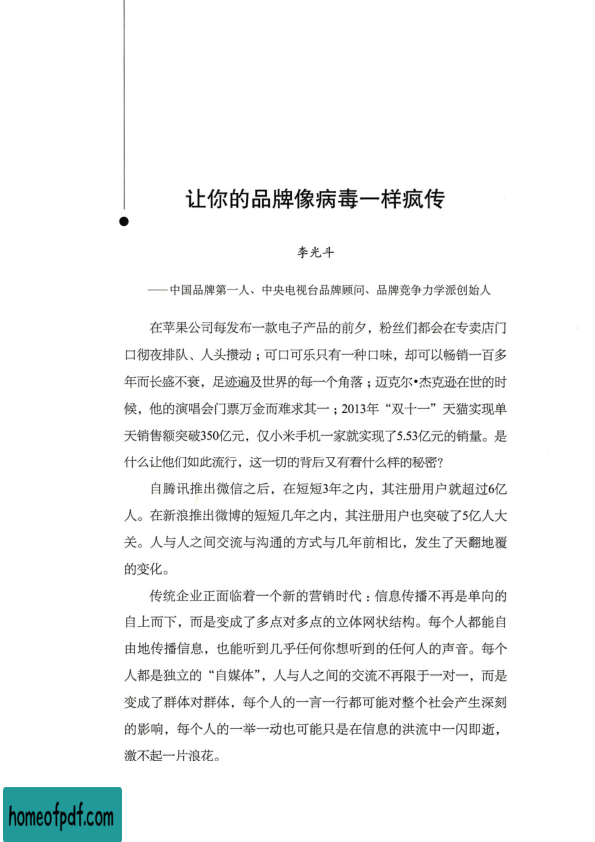 让你的品牌像病毒一样疯传
李光斗
——中国品牌第一人、中央电视台品牌顾问、品牌竞争力学派创始人
在苹果公司每发布一款电子产品的前夕，粉丝们都会在专卖店门
口彻夜排队、人头攒动；可口可乐只有一种口味，却可以畅销一百多
年而长盛不衰，足迹遍及世界的每一个角落；迈克尔·杰克逊在世的时
候，他的演唱会门票万金而难求其一；2013年“双十一”天猫实现单
天销售额突破350亿元，仅小米手机一家就实现了5.53亿元的销量。是
什么让他们如此流行，这一切的背后又有着什么样的秘密？
自腾讯推出微信之后，在短短3年之内，其注册用户就超过6亿
人。在新浪推出微博的短短几年之内，其注册用户也突破了5亿人大
关。人与人之间交流与沟通的方式与几年前相比，发生了天翻地覆
的变化。
传统企业正面临着一个新的营销时代：信息传播不再是单向的
自上而下，而是变成了多点对多点的立体网状结构。每个人都能自
由地传播信息，也能听到几乎任何你想听到的任何人的声音。每个
人都是独立的“自媒体”，人与人之间的交流不再限于一对一，而是
变成了群体对群体，每个人的一言一行都可能对整个社会产生深刻
的影响，每个人的一举一动也可能只是在信息的洪流中一闪即逝，
激不起一片浪花。
homeofpdf.com